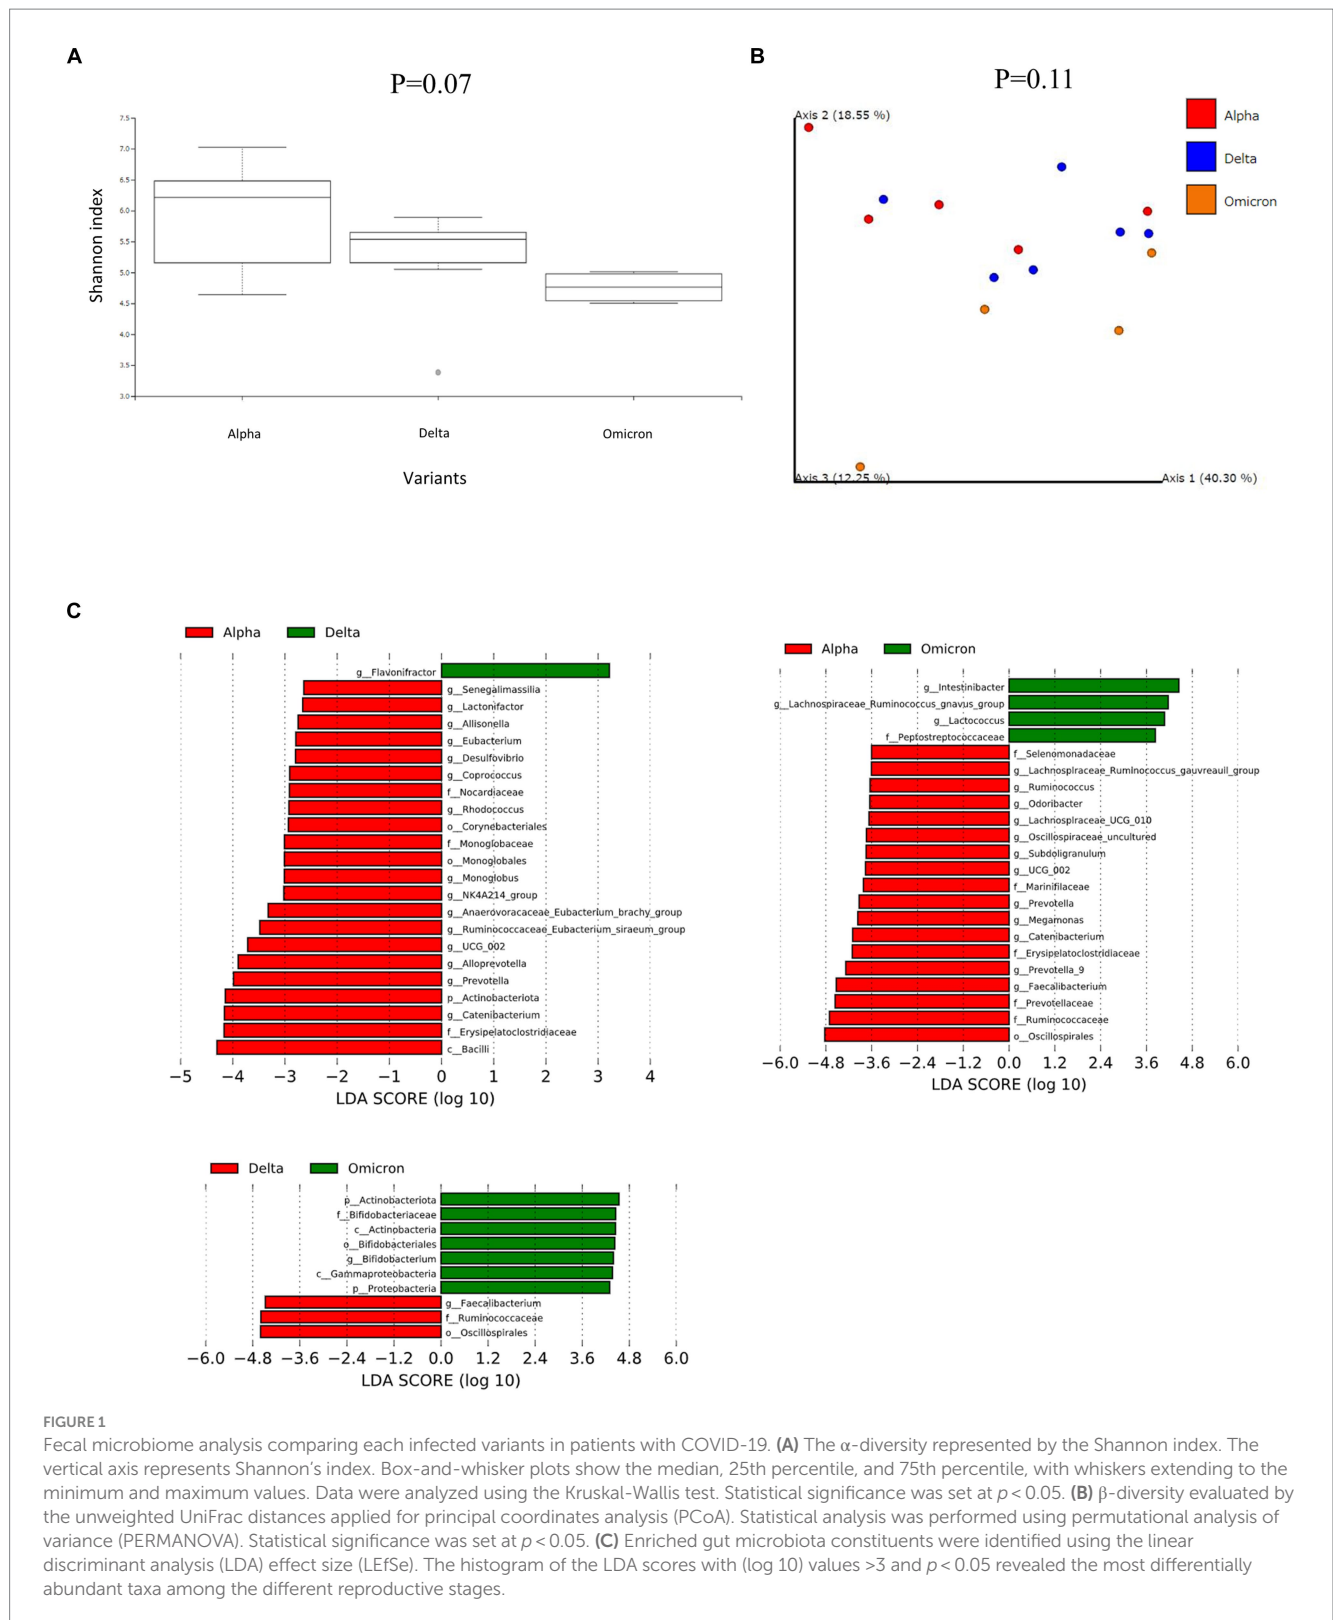 A
P=0.07
7.5
7.0
6.5
6.0
5.5
5.0
4.5
4.0
3.5
3.0
Shannon index
Alpha
Delta
Omicron
Variants
B
P=0.11
Axis 2 (18.55 %)
Alpha
Delta
Omicron
Axis 3 (12.25 %)
Axis 1 (40.30 %)
C
Alpha
Delta
g__Flavonifractor
g__Senegalimassilia
g__Lactonifactor
g__Allisonella
g__Eubacterium
g__Desulfovibrio
g__Coprococcus
f__Nocardiaceae
g__Rhodococcus
o__Corynebacteriales
f__Monoglobaceae
o__Monoglobales
g__Monoglobus
g__NK4A214_group
g__Anaerovoracaceae_Eubacterium_brachy_group
g__Ruminococcaceae_Eubacterium_siraeum_group
g__UCG_002
g__Alloprevotella
g__Prevotella
p__Actinobacteriota
g__Catenibacterium
f__Erysipelatoclostridiaceae
c__Bacilli
−5 −4 −3 −2 −1 0 1 2 3 4
LDA SCORE (log 10)
Alpha
Omicron
g__Intestinibacter
g__Lachnospiraceae_Ruminococcus_gnavus_group
g__Lactococcus
f__Peptostreptococcaceae
f__Selenomonadaceae
g__Lachnospiraceae_Ruminococcus_gauvreauii_group
g__Ruminococcus
g__Odoribacter
g__Lachnospiraceae_UCG_010
g__Oscillospiraceae_uncultured
g__Subdoligranulum
g__UCG_002
f__Marinifilaceae
g__Prevotella
g__Megamonas
g__Catenibacterium
f__Erysipelatoclostridiaceae
g__Prevotella_9
g__Faecalibacterium
f__Prevotellaceae
f__Ruminococcaceae
o__Oscillospirales
−6.0 −4.8 −3.6 −2.4 −1.2 0.0 1.2 2.4 3.6 4.8 6.0
LDA SCORE (log 10)
Delta
Omicron
p__Actinobacteriota
f__Bifidobacteriaceae
c__Actinobacteria
o__Bifidobacteriales
g__Bifidobacterium
c__Gammaproteobacteria
p__Proteobacteria
g__Faecalibacterium
f__Ruminococcaceae
o__Oscillospirales
−6.0 −4.8 −3.6 −2.4 −1.2 0.0 1.2 2.4 3.6 4.8 6.0
LDA SCORE (log 10)
FIGURE 1
Fecal microbiome analysis comparing each infected variants in patients with COVID-19. (A) The α-diversity represented by the Shannon index. The
vertical axis represents Shannon's index. Box-and-whisker plots show the median, 25th percentile, and 75th percentile, with whiskers extending to the
minimum and maximum values. Data were analyzed using the Kruskal-Wallis test. Statistical significance was set at p < 0.05. (B) β-diversity evaluated by
the unweighted UniFrac distances applied for principal coordinates analysis (PCoA). Statistical analysis was performed using permutational analysis of
variance (PERMANOVA). Statistical significance was set at p < 0.05. (C) Enriched gut microbiota constituents were identified using the linear
discriminant analysis (LDA) effect size (LEfSe). The histogram of the LDA scores with (log 10) values >3 and p < 0.05 revealed the most differentially
abundant taxa among the different reproductive stages.